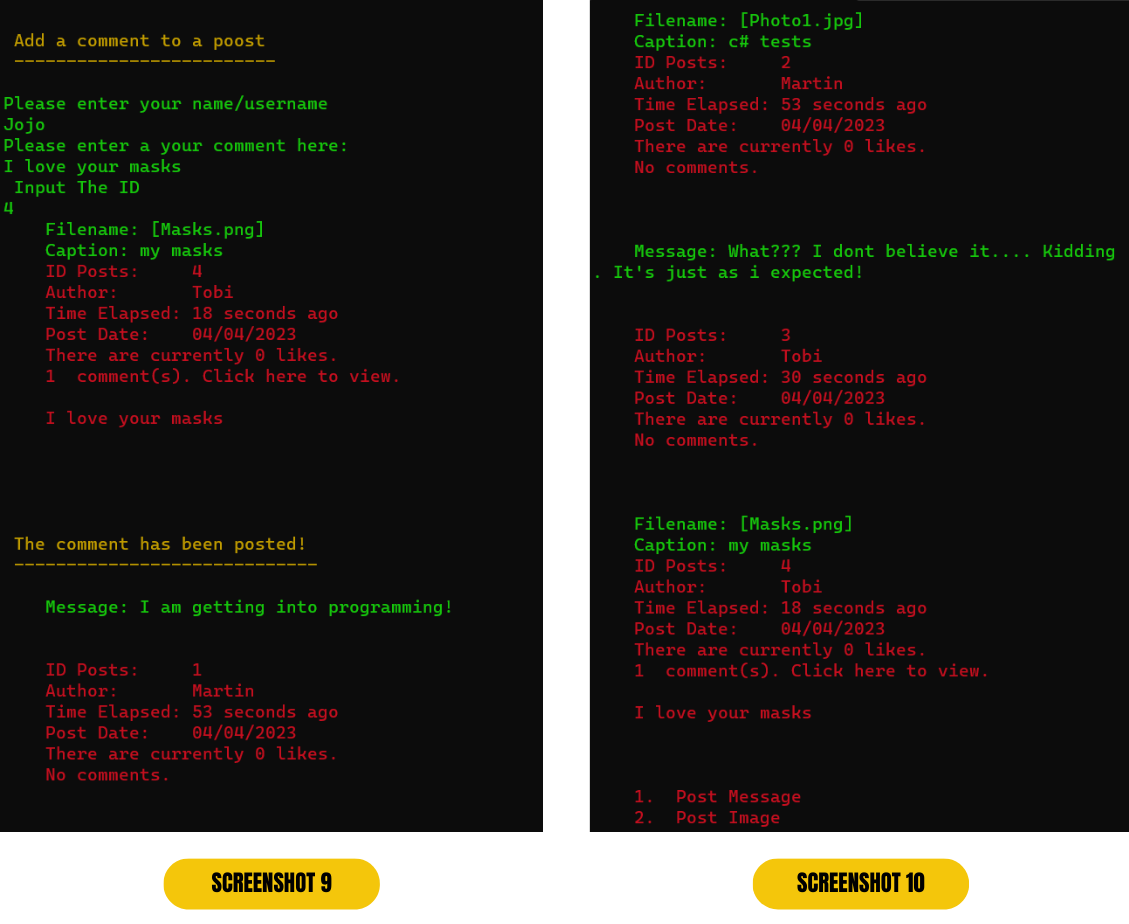 Add a comment to a poost
-------------------------
Please enter your name/username
Jojo
Please enter a your comment here:
I love your masks
Input The ID
4
Filename: [Masks.png]
Caption: my masks
ID Posts: 4
Author: Tobi
Time Elapsed: 18 seconds ago
Post Date: 04/04/2023
There are currently 0 likes.
1 comment(s). Click here to view.
I love your masks
The comment has been posted!
-----------------------------
Message: I am getting into programming!
ID Posts: 1
Author: Martin
Time Elapsed: 53 seconds ago
Post Date: 04/04/2023
There are currently 0 likes.
No comments.
SCREENSHOT 9
Filename: [Photo1.jpg]
Caption: c# tests
ID Posts: 2
Author: Martin
Time Elapsed: 53 seconds ago
Post Date: 04/04/2023
There are currently 0 likes.
No comments.
Message: What??? I dont believe it.... Kidding
. It's just as i expected!
ID Posts: 3
Author: Tobi
Time Elapsed: 30 seconds ago
Post Date: 04/04/2023
There are currently 0 likes.
No comments.
Filename: [Masks.png]
Caption: my masks
ID Posts: 4
Author: Tobi
Time Elapsed: 18 seconds ago
Post Date: 04/04/2023
There are currently 0 likes.
1 comment(s). Click here to view.
I love your masks
1. Post Message
2. Post Image
SCREENSHOT 10